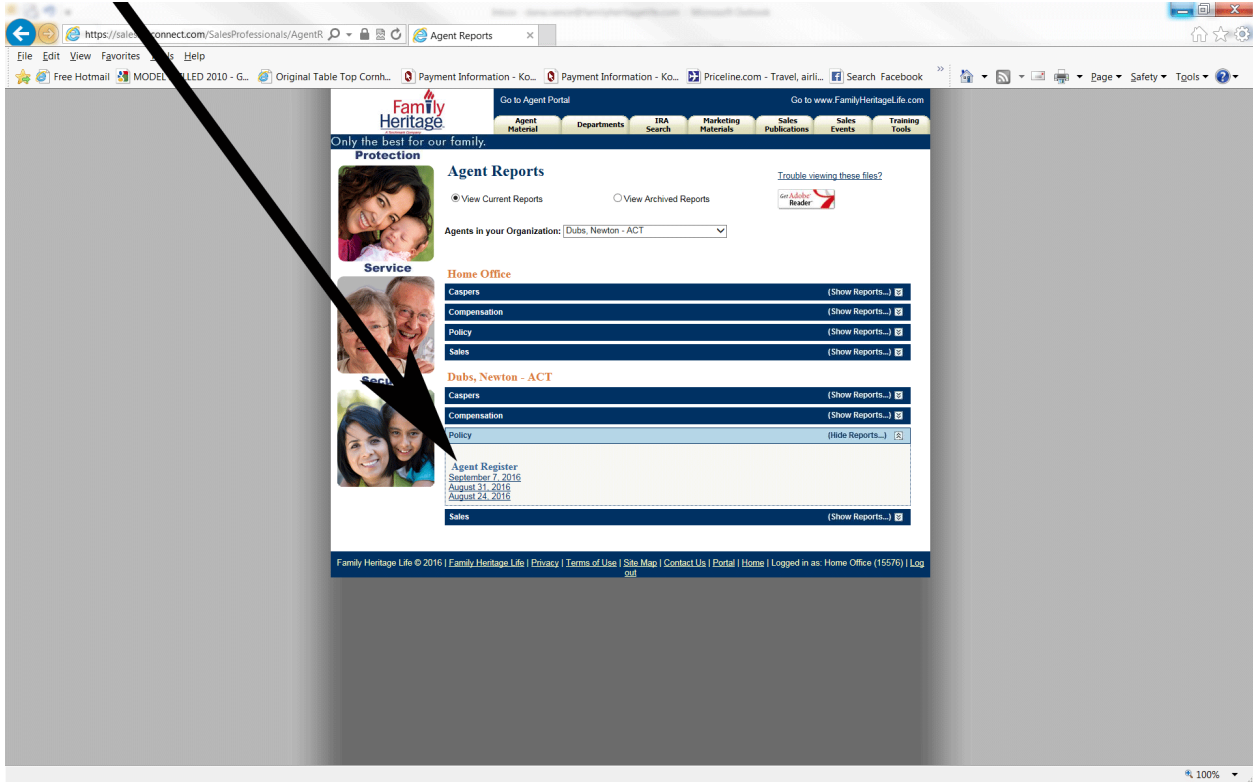 https://sales connect.com/SalesProfessionals/AgentR
Agent Reports
File Edit View Favorites Help
Free Hotmail MODEL 2010 - G... Original Table Top Cornh... Payment Information - Ko... Payment Information - Ko... Priceline.com - Travel, airli... Search Facebook
Page Safety Tools
Family
Heritage
Go to Agent Portal Go to www.FamilyHeritageLife.com
Agent Material Departments IRA Search Marketing Materials Sales Publications Sales Events Training Tools
Only the best for our family.
Protection
Agent Reports
Trouble viewing these files?
View Current Reports View Archived Reports
Get Adobe Reader
Agents in your Organization: Dubs, Newton - ACT
Service
Home Office
Caspers (Show Reports...)
Compensation (Show Reports...)
Policy (Show Reports...)
Sales (Show Reports...)
Dubs, Newton - ACT
Caspers (Show Reports...)
Compensation (Show Reports...)
Policy (Hide Reports...)
Agent Register
September 7, 2016
August 31, 2016
August 24, 2016
Sales (Show Reports...)
Family Heritage Life © 2016 | Family Heritage Life | Privacy | Terms of Use | Site Map | Contact Us | Portal | Home | Logged in as: Home Office (15576) | Log
out
100%